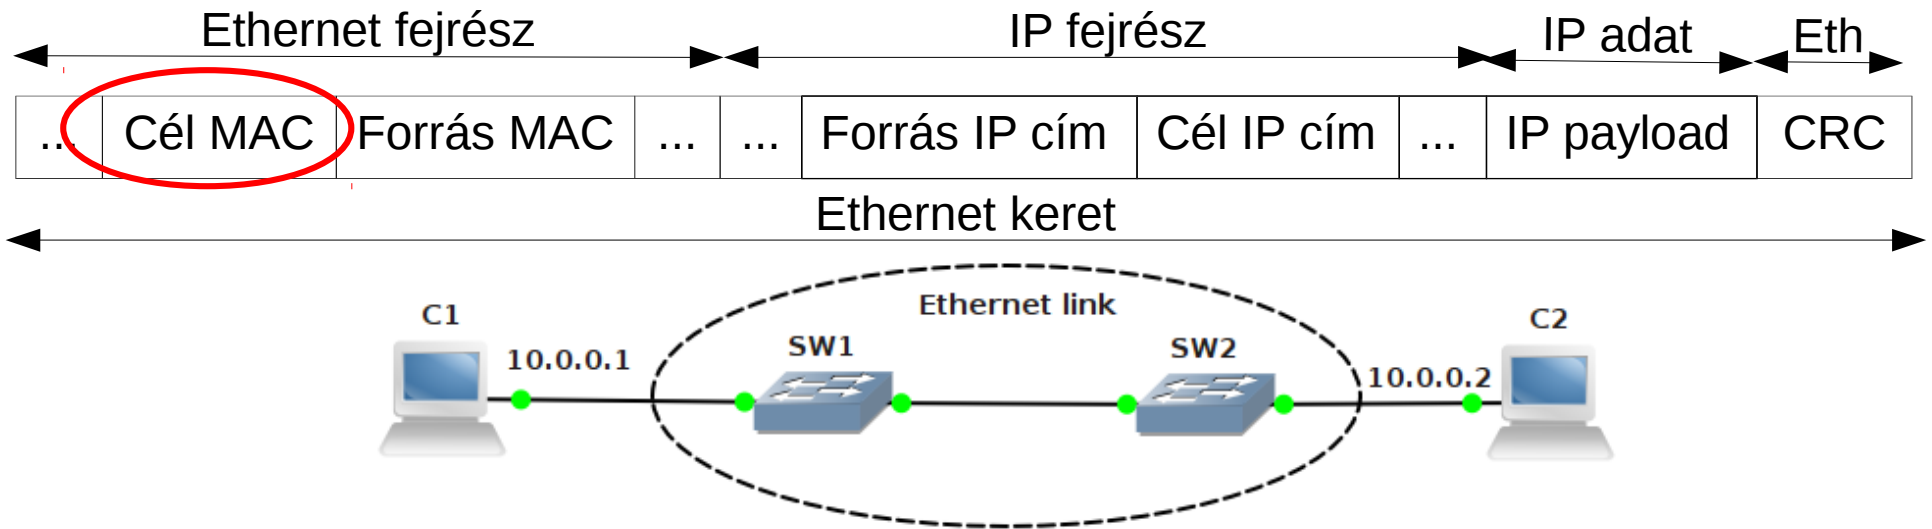 Ethernet fejrész IP fejrész IP adat Eth
... Cél MAC Forrás MAC ... ... Forrás IP cím Cél IP cím ... IP payload CRC
Ethernet keret
Ethernet link
C1 C2
SW1 SW2
10.0.0.1 10.0.0.2